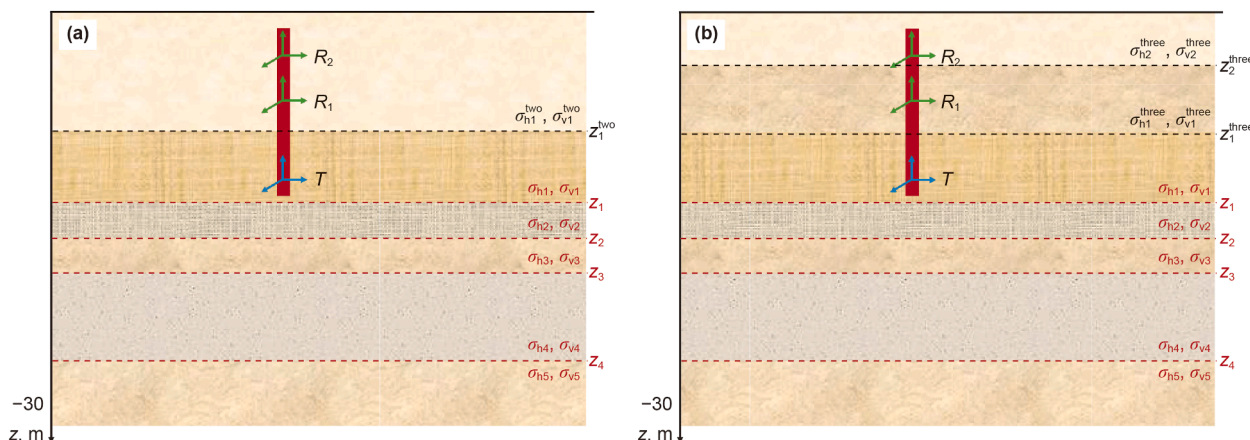 (a)
R₂
R₁
σₕ₁ᵗʷᵒ, σᵥ₁ᵗʷᵒ
z₁ᵗʷᵒ
T
σₕ₁, σᵥ₁
z₁
σₕ₂, σᵥ₂
z₂
σₕ₃, σᵥ₃
z₃
σₕ₄, σᵥ₄
z₄
σₕ₅, σᵥ₅
−30
z, m
(b)
σₕ₂ᵗʰʳᵉᵉ, σᵥ₂ᵗʰʳᵉᵉ
z₂ᵗʰʳᵉᵉ
R₂
R₁
σₕ₁ᵗʰʳᵉᵉ, σᵥ₁ᵗʰʳᵉᵉ
z₁ᵗʰʳᵉᵉ
T
σₕ₁, σᵥ₁
z₁
σₕ₂, σᵥ₂
z₂
σₕ₃, σᵥ₃
z₃
σₕ₄, σᵥ₄
z₄
σₕ₅, σᵥ₅
−30
z, m